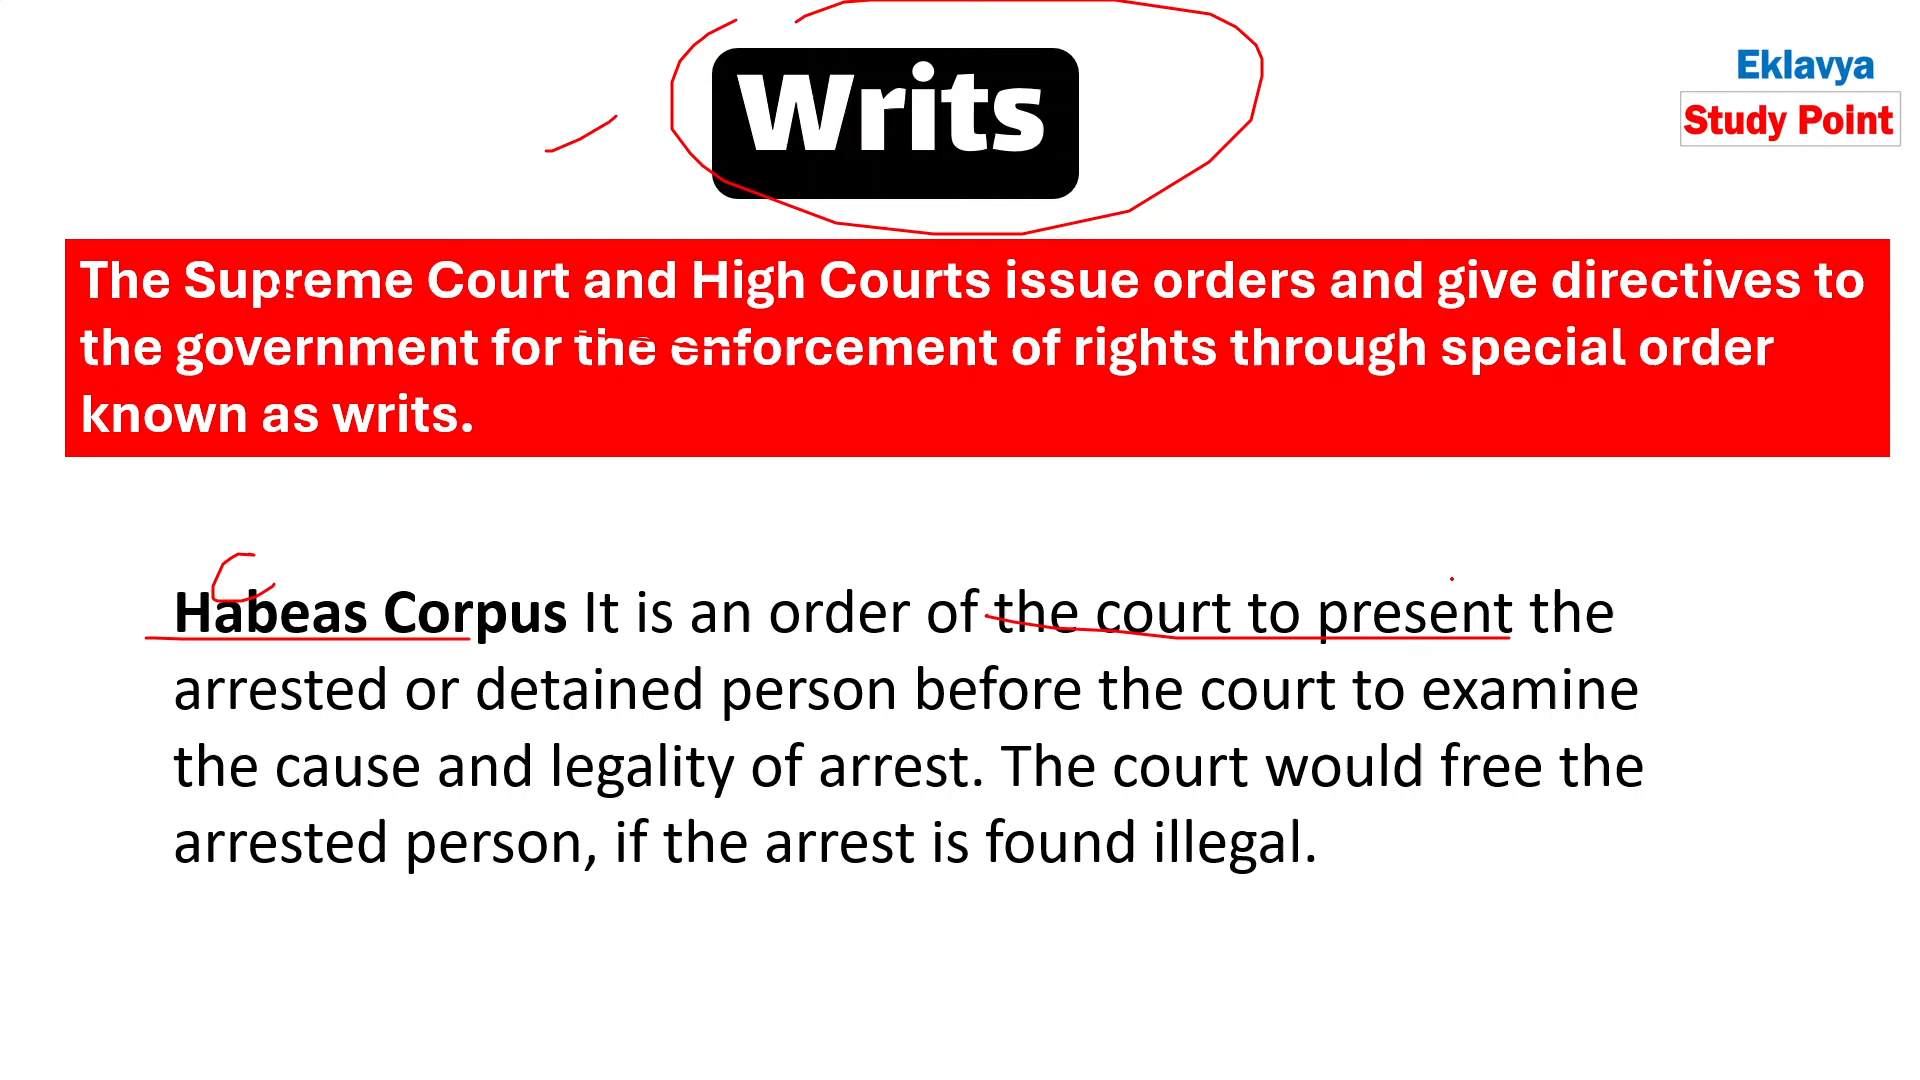 Writs
Eklavya
Study Point
The Supreme Court and High Courts issue orders and give directives to
the government for the enforcement of rights through special order
known as writs.
Habeas Corpus It is an order of the court to present the
arrested or detained person before the court to examine
the cause and legality of arrest. The court would free the
arrested person, if the arrest is found illegal.